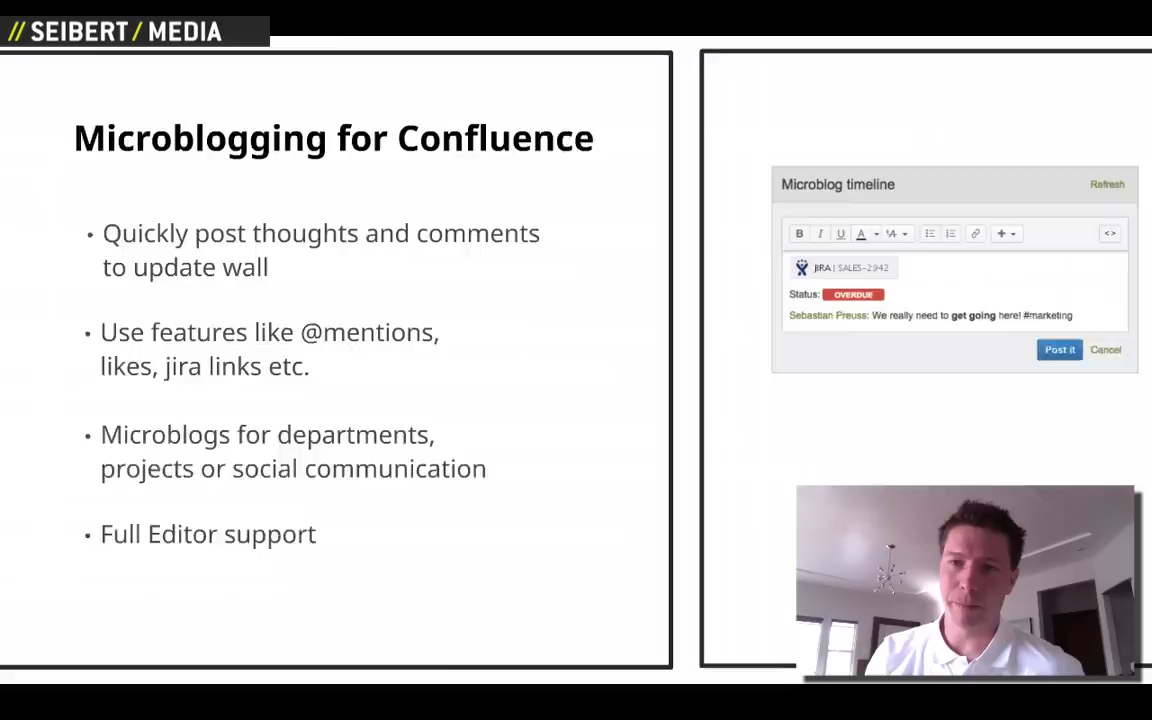 // SEIBERT / MEDIA
Microblogging for Confluence
• Quickly post thoughts and comments
to update wall
• Use features like @mentions,
likes, jira links etc.
• Microblogs for departments,
projects or social communication
• Full Editor support
Microblog timeline
Refresh
B I U A A <>
JIRA | SALES-2942
Status: OVERDUE
Sebastian Preuss: We really need to get going here! #marketing
Post it Cancel